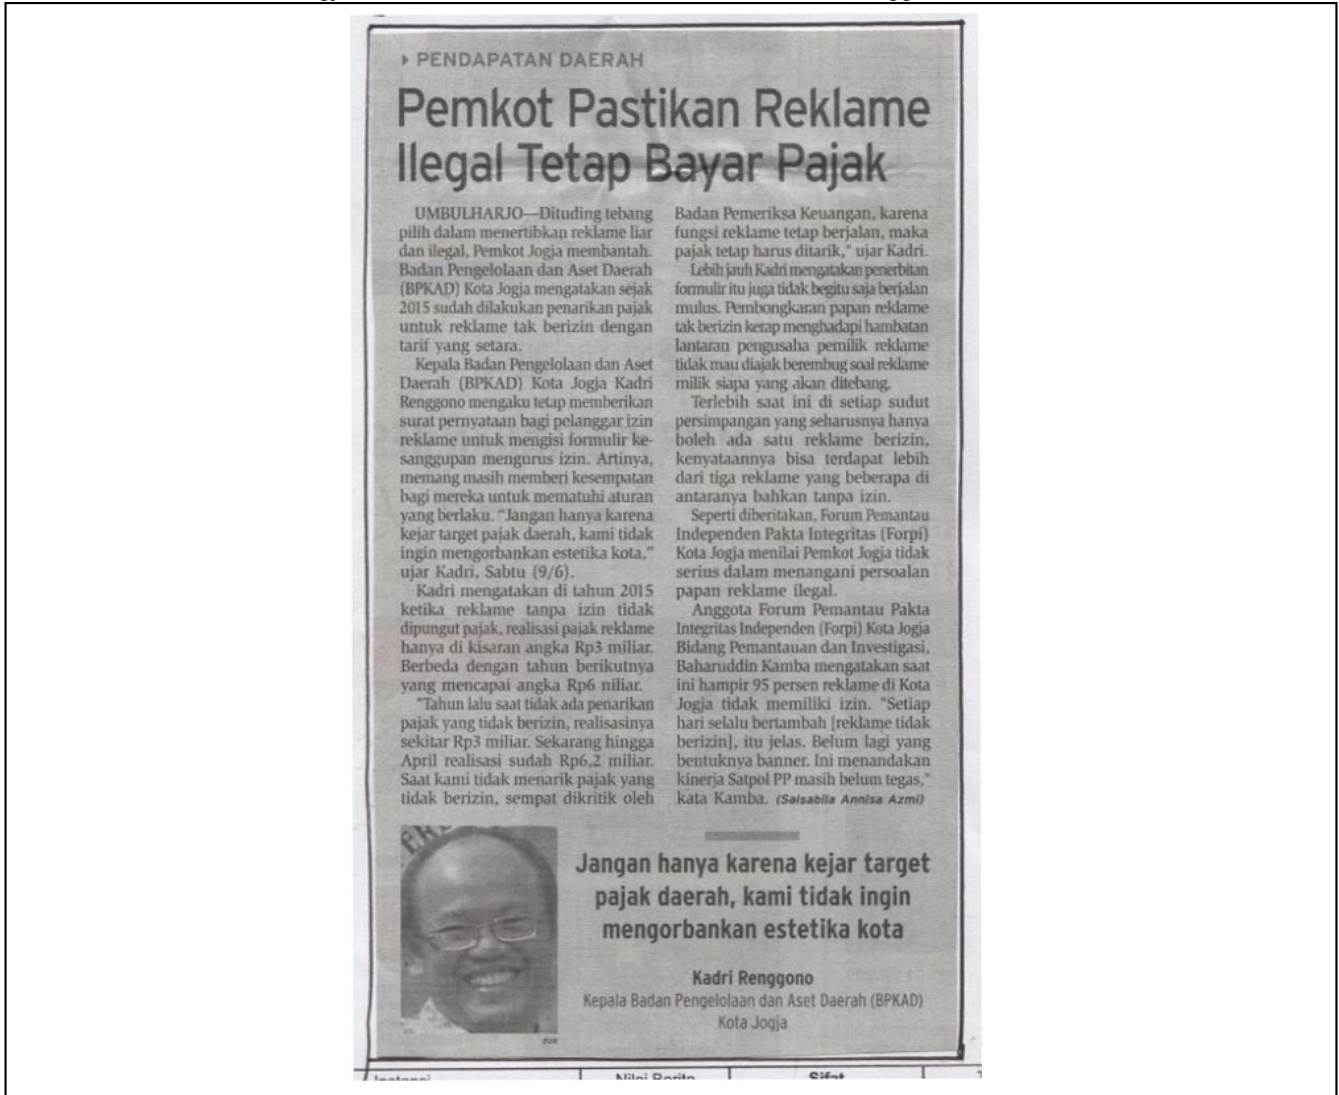 PENDAPATAN DAERAH
Pemkot Pastikan Reklame
Ilegal Tetap Bayar Pajak
UMBULHARJO—Dituding tebang
pilih dalam menertibkan reklame liar
dan ilegal, Pemkot Jogja membantah.
Badan Pengelolaan dan Aset Daerah
(BPKAD) Kota Jogja mengatakan sejak
2015 sudah dilakukan penarikan pajak
untuk reklame tak berizin dengan
tarif yang setara.
Kepala Badan Pengelolaan dan Aset
Daerah (BPKAD) Kota Jogja Kadri
Renggono mengaku tetap memberikan
surat pernyataan bagi pelanggar izin
reklame untuk mengisi formulir ke-
sanggupan mengurus izin. Artinya,
memang masih memberi kesempatan
bagi mereka untuk mematuhi aturan
yang berlaku. "Jangan hanya karena
kejar target pajak daerah, kami tidak
ingin mengorbankan estetika kota,"
ujar Kadri, Sabtu (9/6).
Kadri mengatakan di tahun 2015
ketika reklame tanpa izin tidak
dipungut pajak, realisasi pajak reklame
hanya di kisaran angka Rp3 miliar.
Berbeda dengan tahun berikutnya
yang mencapai angka Rp6 niliar.
"Tahun lalu saat tidak ada penarikan
pajak yang tidak berizin, realisasinya
sekitar Rp3 miliar. Sekarang hingga
April realisasi sudah Rp6,2 miliar.
Saat kami tidak menarik pajak yang
tidak berizin, sempat dikritik oleh
Badan Pemeriksa Keuangan, karena
fungsi reklame tetap berjalan, maka
pajak tetap harus ditarik," ujar Kadri.
Lebih jauh Kadri mengatakan penerbitan
formulir itu juga tidak begitu saja berjalan
mulus. Pembongkaran papan reklame
tak berizin kerap menghadapi hambatan
lantaran pengusaha pemilik reklame
tidak mau diajak berembug soal reklame
milik siapa yang akan ditebang.
Terlebih saat ini di setiap sudut
persimpangan yang seharusnya hanya
boleh ada satu reklame berizin,
kenyataannya bisa terdapat lebih
dari tiga reklame yang beberapa di
antaranya bahkan tanpa izin.
Seperti diberitakan, Forum Pemantau
Independen Pakta Integritas (Forpi)
Kota Jogja menilai Pemkot Jogja tidak
serius dalam menangani persoalan
papan reklame ilegal.
Anggota Forum Pemantau Pakta
Integritas Independen (Forpi) Kota Jogja
Bidang Pemantauan dan Investigasi,
Baharuddin Kamba mengatakan saat
ini hampir 95 persen reklame di Kota
Jogja tidak memiliki izin. "Setiap
hari selalu bertambah [reklame tidak
berizin], itu jelas. Belum lagi yang
bentuknya banner. Ini menandakan
kinerja Satpol PP masih belum tegas,"
kata Kamba. (Salsabila Annisa Azmi)
Jangan hanya karena kejar target
pajak daerah, kami tidak ingin
mengorbankan estetika kota
Kadri Renggono
Kepala Badan Pengelolaan dan Aset Daerah (BPKAD)
Kota Jogja
dok
Nilai Berita
Sifat